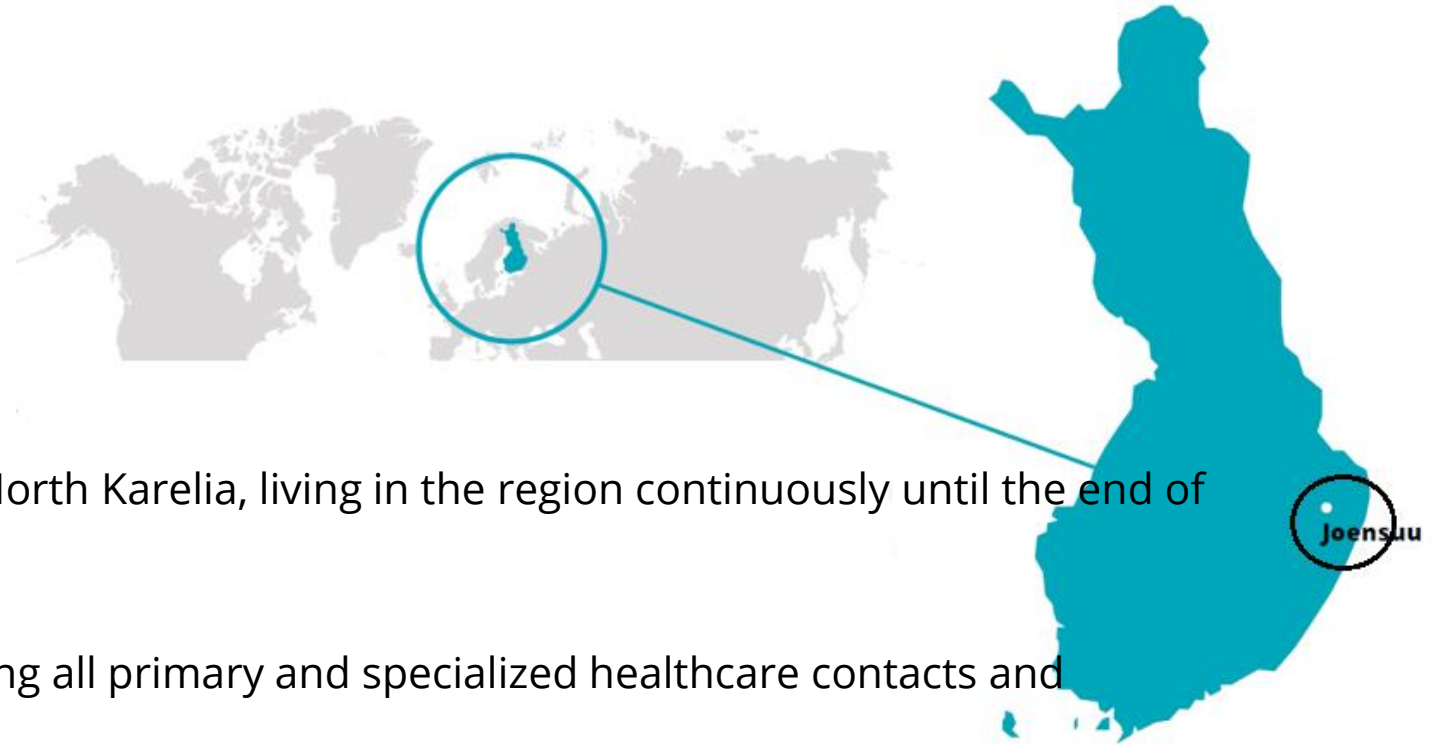 North Karelia, living in the region continuously until the end of
Joensuu
ng all primary and specialized healthcare contacts and